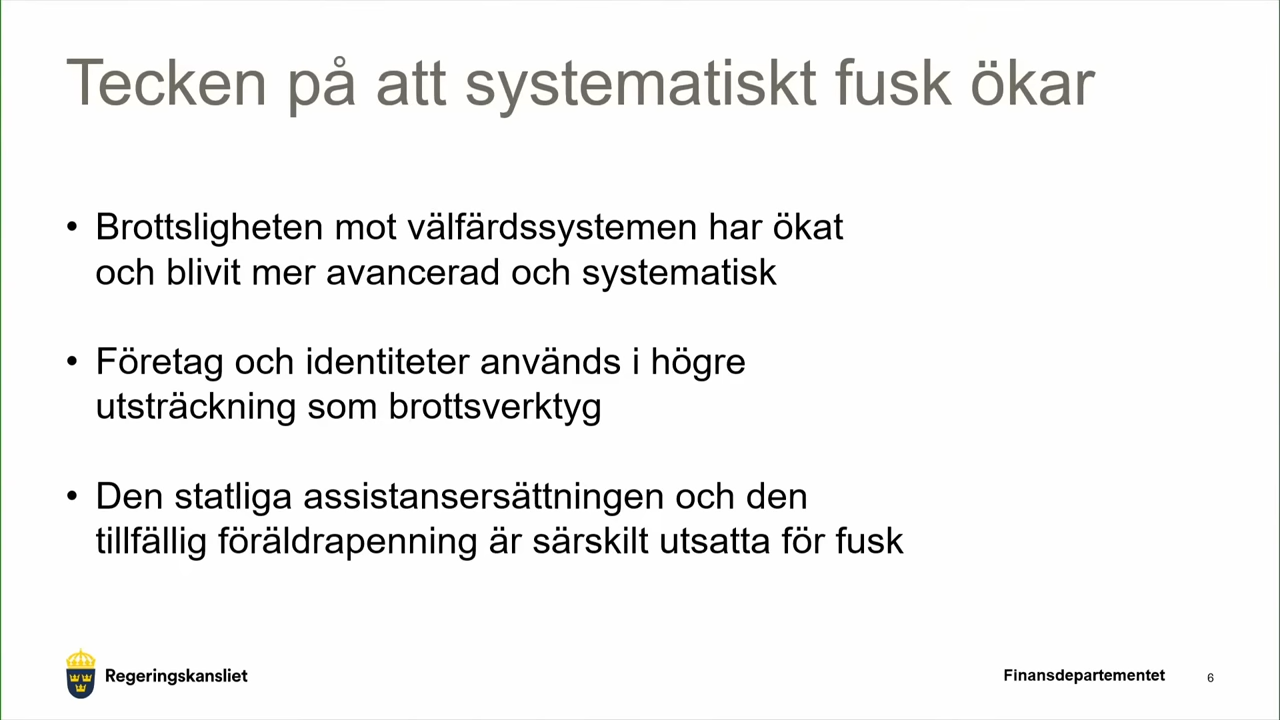 Tecken på att systematiskt fusk ökar
• Brottsligheten mot välfärdssystemen har ökat
och blivit mer avancerad och systematisk
• Företag och identiteter används i högre
utsträckning som brottsverktyg
• Den statliga assistansersättningen och den
tillfällig föräldrapenning är särskilt utsatta för fusk
Regeringskansliet
Finansdepartementet
6